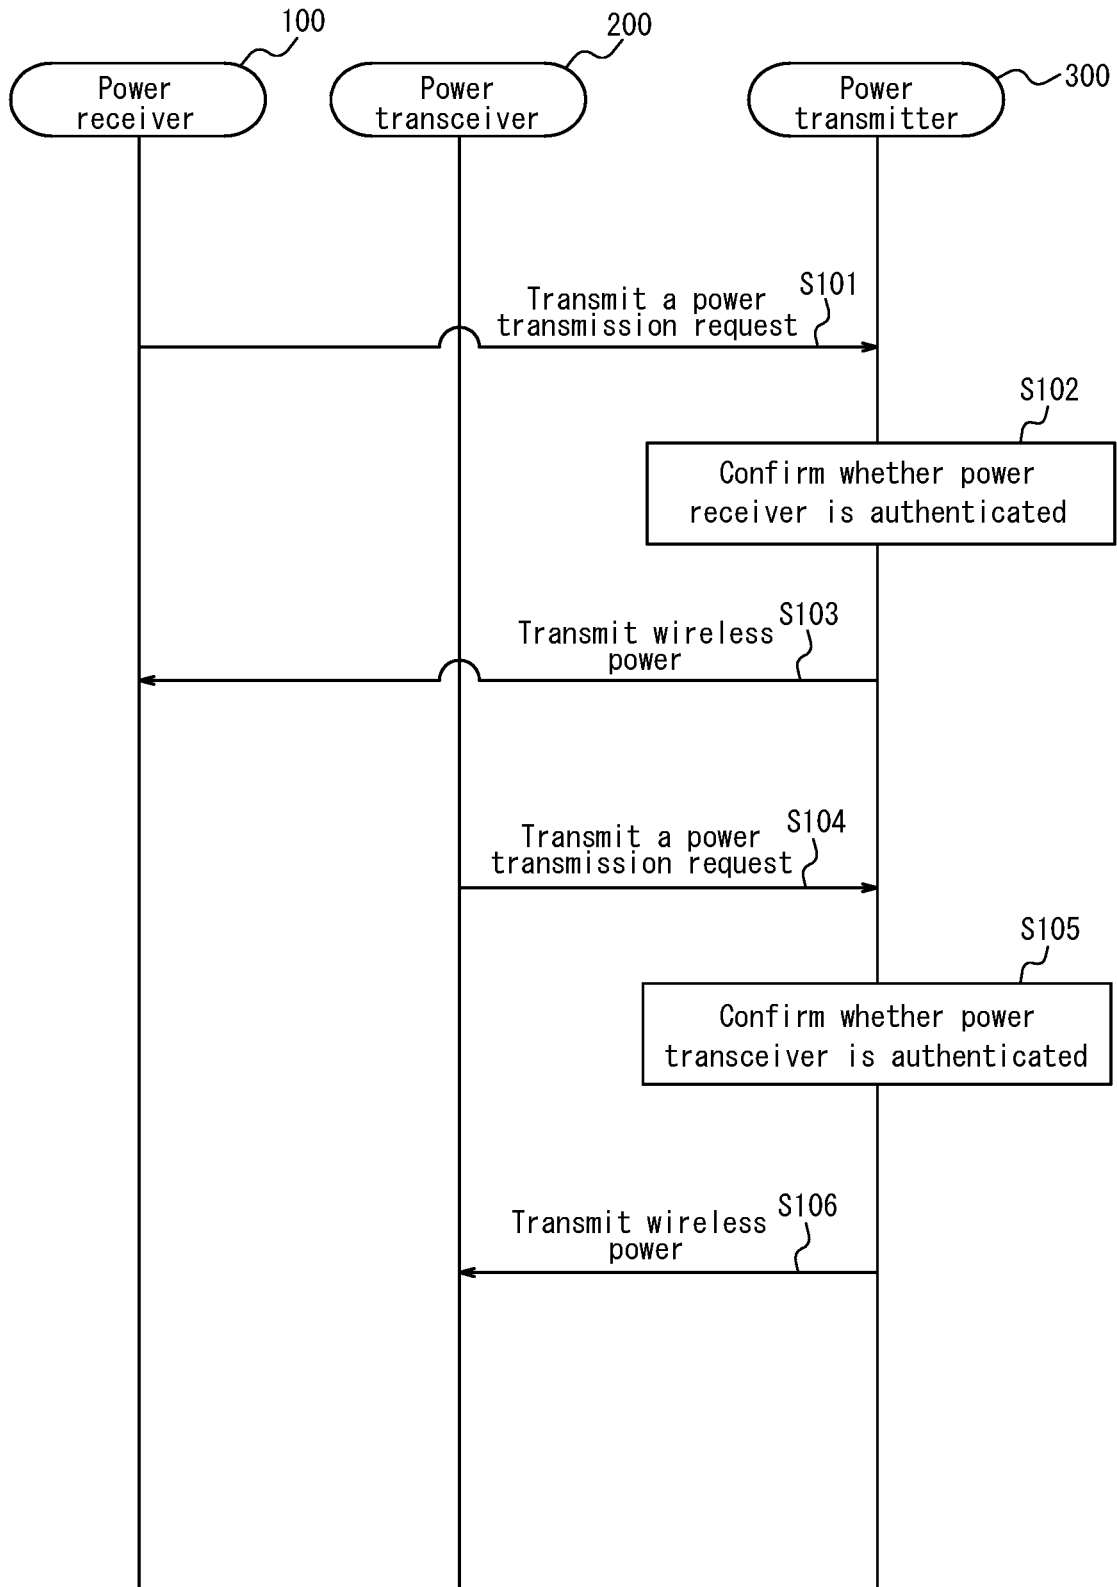 100
200
300
Power
receiver
Power
transceiver
Power
transmitter
S101
Transmit a power
transmission request
S102
Confirm whether power
receiver is authenticated
S103
Transmit wireless
power
S104
Transmit a power
transmission request
S105
Confirm whether power
transceiver is authenticated
S106
Transmit wireless
power